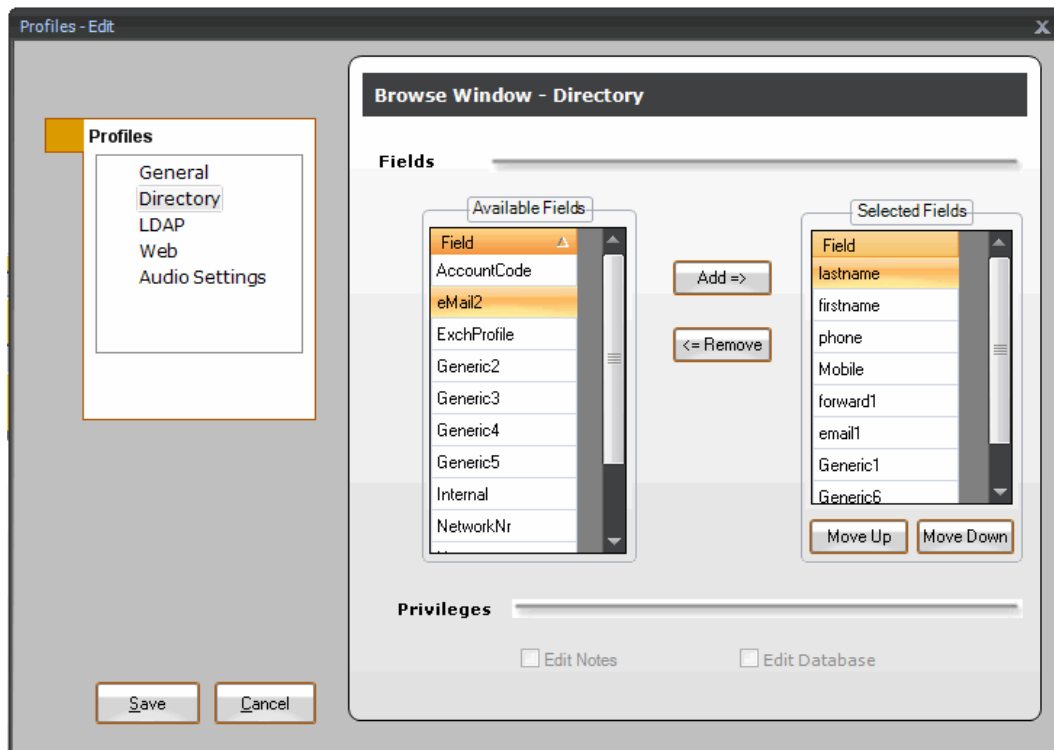 Profiles - Edit
X
Browse Window - Directory
Profiles
General
Directory
LDAP
Web
Audio Settings
Fields
Available Fields
Field
AccountCode
eMail2
ExchProfile
Generic2
Generic3
Generic4
Generic5
Internal
NetworkNr
Add =>
<= Remove
Selected Fields
Field
lastname
firstname
phone
Mobile
forward1
email1
Generic1
Generic6
Move Up
Move Down
Privileges
Edit Notes
Edit Database
Save
Cancel